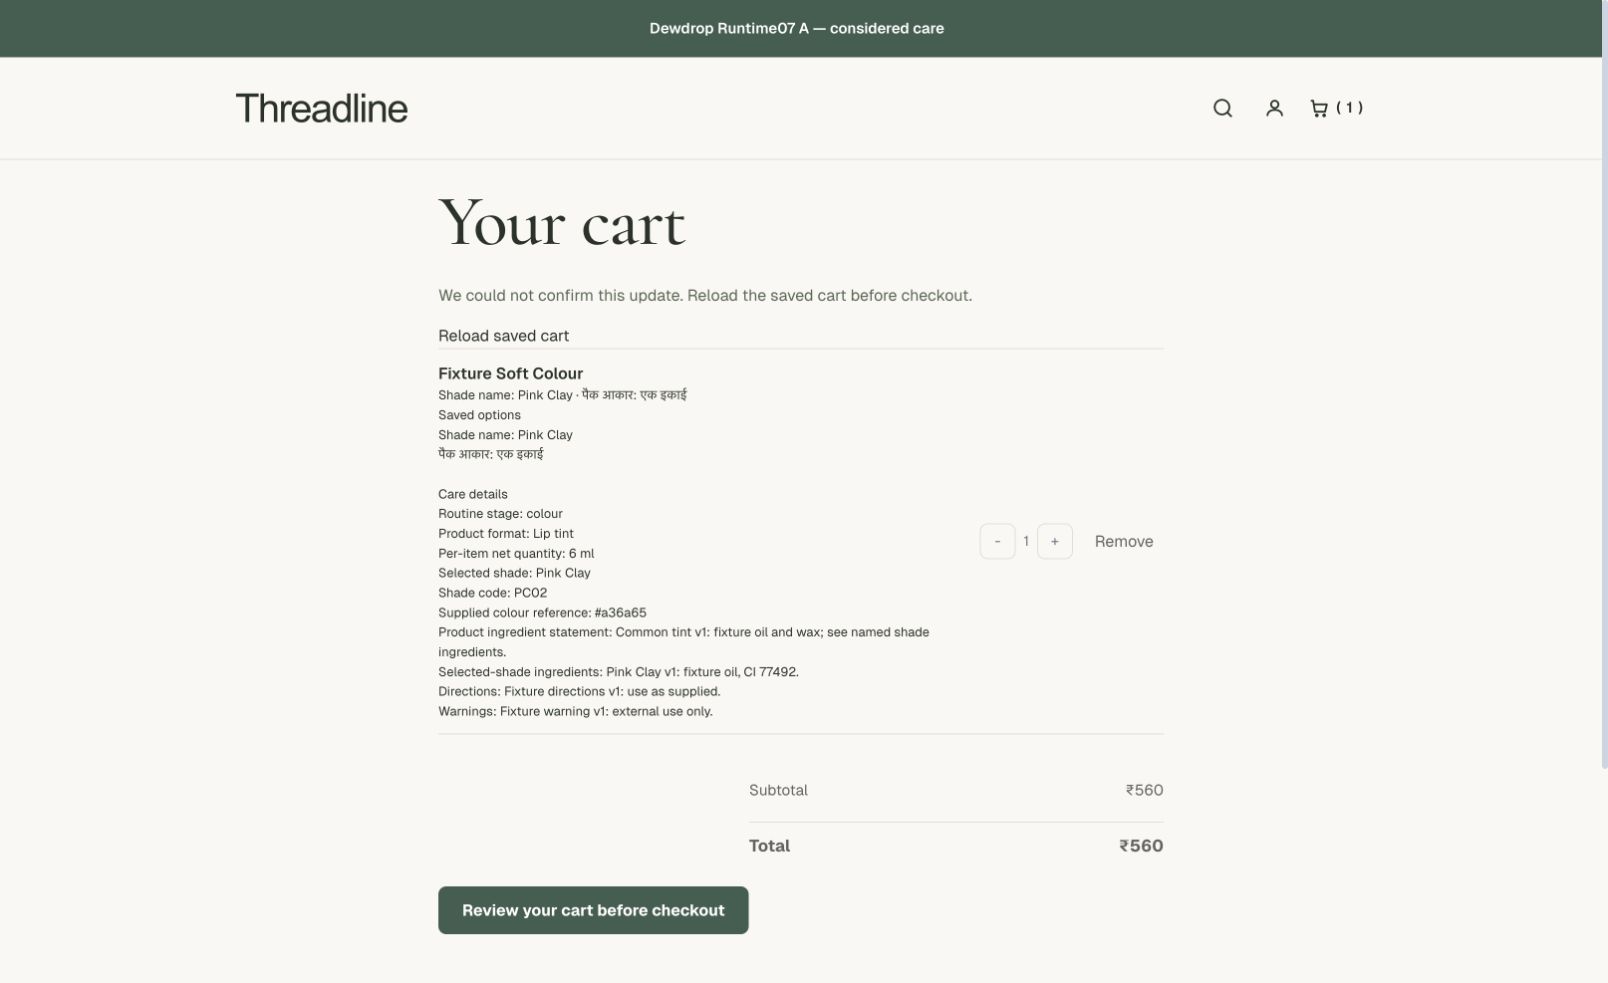 Dewdrop Runtime07 A — considered care
Threadline
( 1 )
Your cart
We could not confirm this update. Reload the saved cart before checkout.
Reload saved cart
Fixture Soft Colour
Shade name: Pink Clay · पैक आकार: एक इकाई
Saved options
Shade name: Pink Clay
पैक आकार: एक इकाई
Care details
Routine stage: colour
Product format: Lip tint
Per-item net quantity: 6 ml
Selected shade: Pink Clay
Shade code: PC02
Supplied colour reference: #a36a65
Product ingredient statement: Common tint v1: fixture oil and wax; see named shade
ingredients.
Selected-shade ingredients: Pink Clay v1: fixture oil, CI 77492.
Directions: Fixture directions v1: use as supplied.
Warnings: Fixture warning v1: external use only.
- 1 + Remove
Subtotal ₹560
Total ₹560
Review your cart before checkout